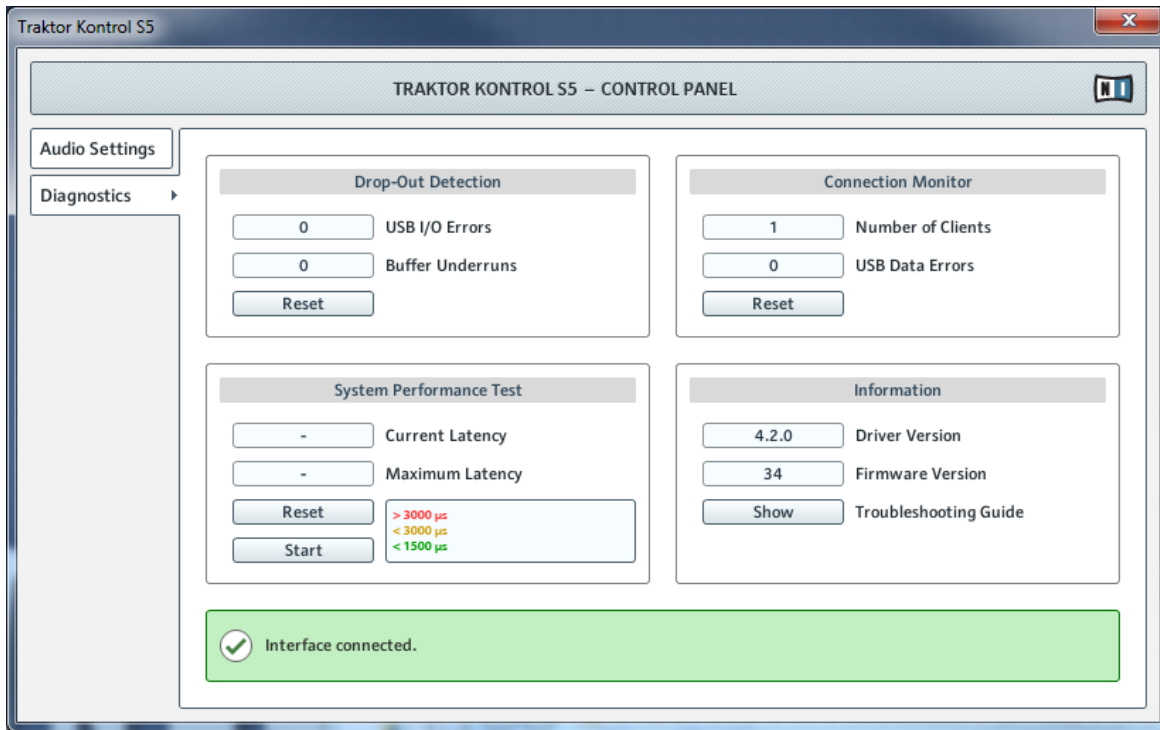 Traktor Kontrol S5
TRAKTOR KONTROL S5 – CONTROL PANEL
NI
Audio Settings
Diagnostics
Drop-Out Detection
0 USB I/O Errors
0 Buffer Underruns
Reset
Connection Monitor
1 Number of Clients
0 USB Data Errors
Reset
System Performance Test
- Current Latency
- Maximum Latency
Reset
Start
> 3000 µs
< 3000 µs
< 1500 µs
Information
4.2.0 Driver Version
34 Firmware Version
Show Troubleshooting Guide
Interface connected.